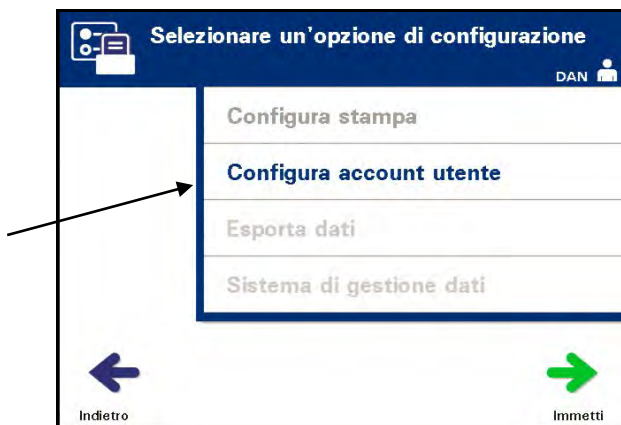 Selezionare un'opzione di configurazione
DAN
Configura stampa
Configura account utente
Esporta dati
Sistema di gestione dati
Indietro
Immetti